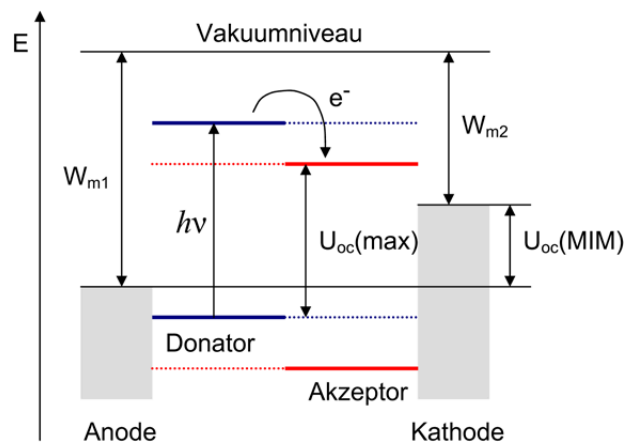 E
Vakuumniveau
e⁻
W_m1
W_m2
hν
U_oc(max)
U_oc(MIM)
Donator
Akzeptor
Anode
Kathode